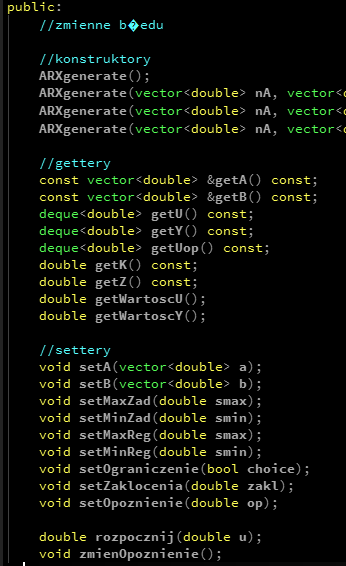 public:
//zmienne b�edu
//konstruktory
ARXgenerate();
ARXgenerate(vector<double> nA, vector<d
ARXgenerate(vector<double> nA, vector<d
ARXgenerate(vector<double> nA, vector<d
//gettery
const vector<double> &getA() const;
const vector<double> &getB() const;
deque<double> getU() const;
deque<double> getY() const;
deque<double> getUop() const;
double getK() const;
double getZ() const;
double getWartoscU();
double getWartoscY();
//settery
void setA(vector<double> a);
void setB(vector<double> b);
void setMaxZad(double smax);
void setMinZad(double smin);
void setMaxReg(double smax);
void setMinReg(double smin);
void setOgraniczenie(bool choice);
void setZaklocenia(double zakl);
void setOpoznienie(double op);
double rozpocznij(double u);
void zmienOpoznienie();